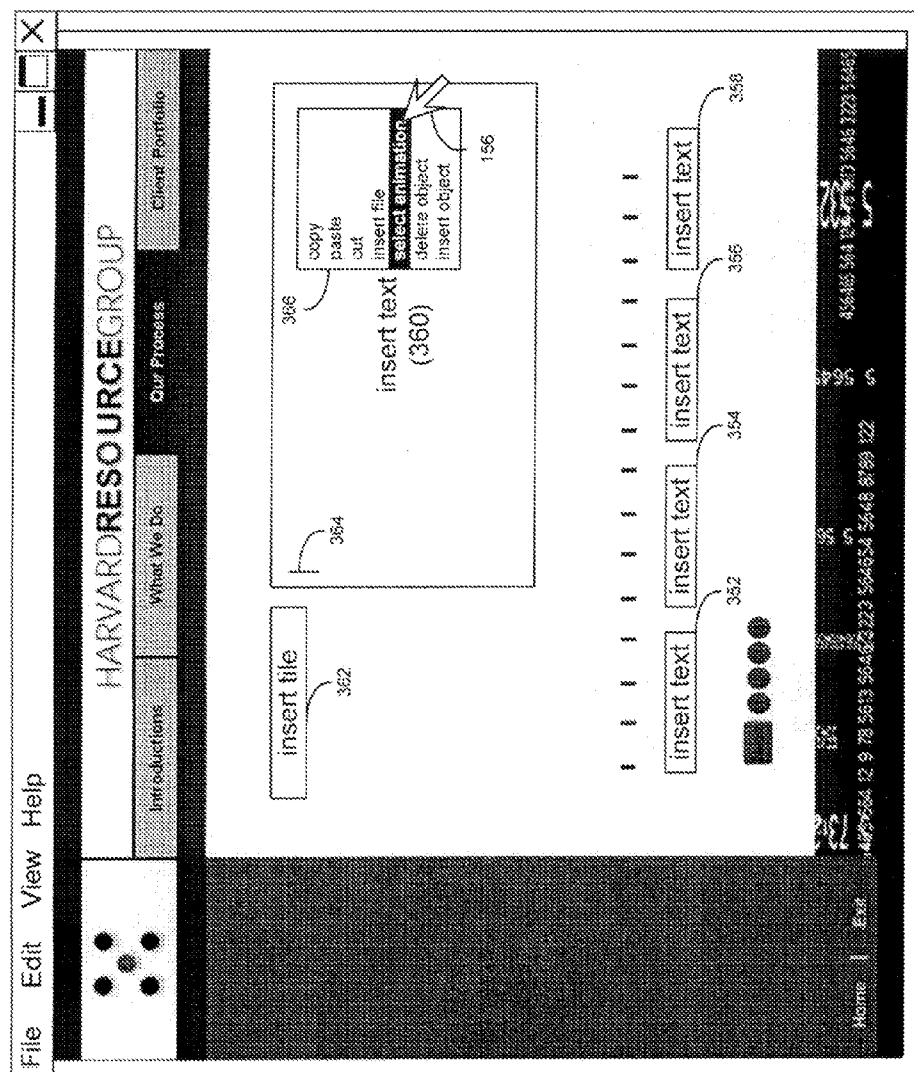 File Edit View Help
HARVARDRESOURCEGROUP
Introductions What We Do Our Process Client Portfolio
insert tile
362
364
366
copy
paste
cut
insert file
select animation
delete object
insert object
156
insert text
(360)
insert text
352
insert text
354
insert text
356
insert text
358
Home | Exit